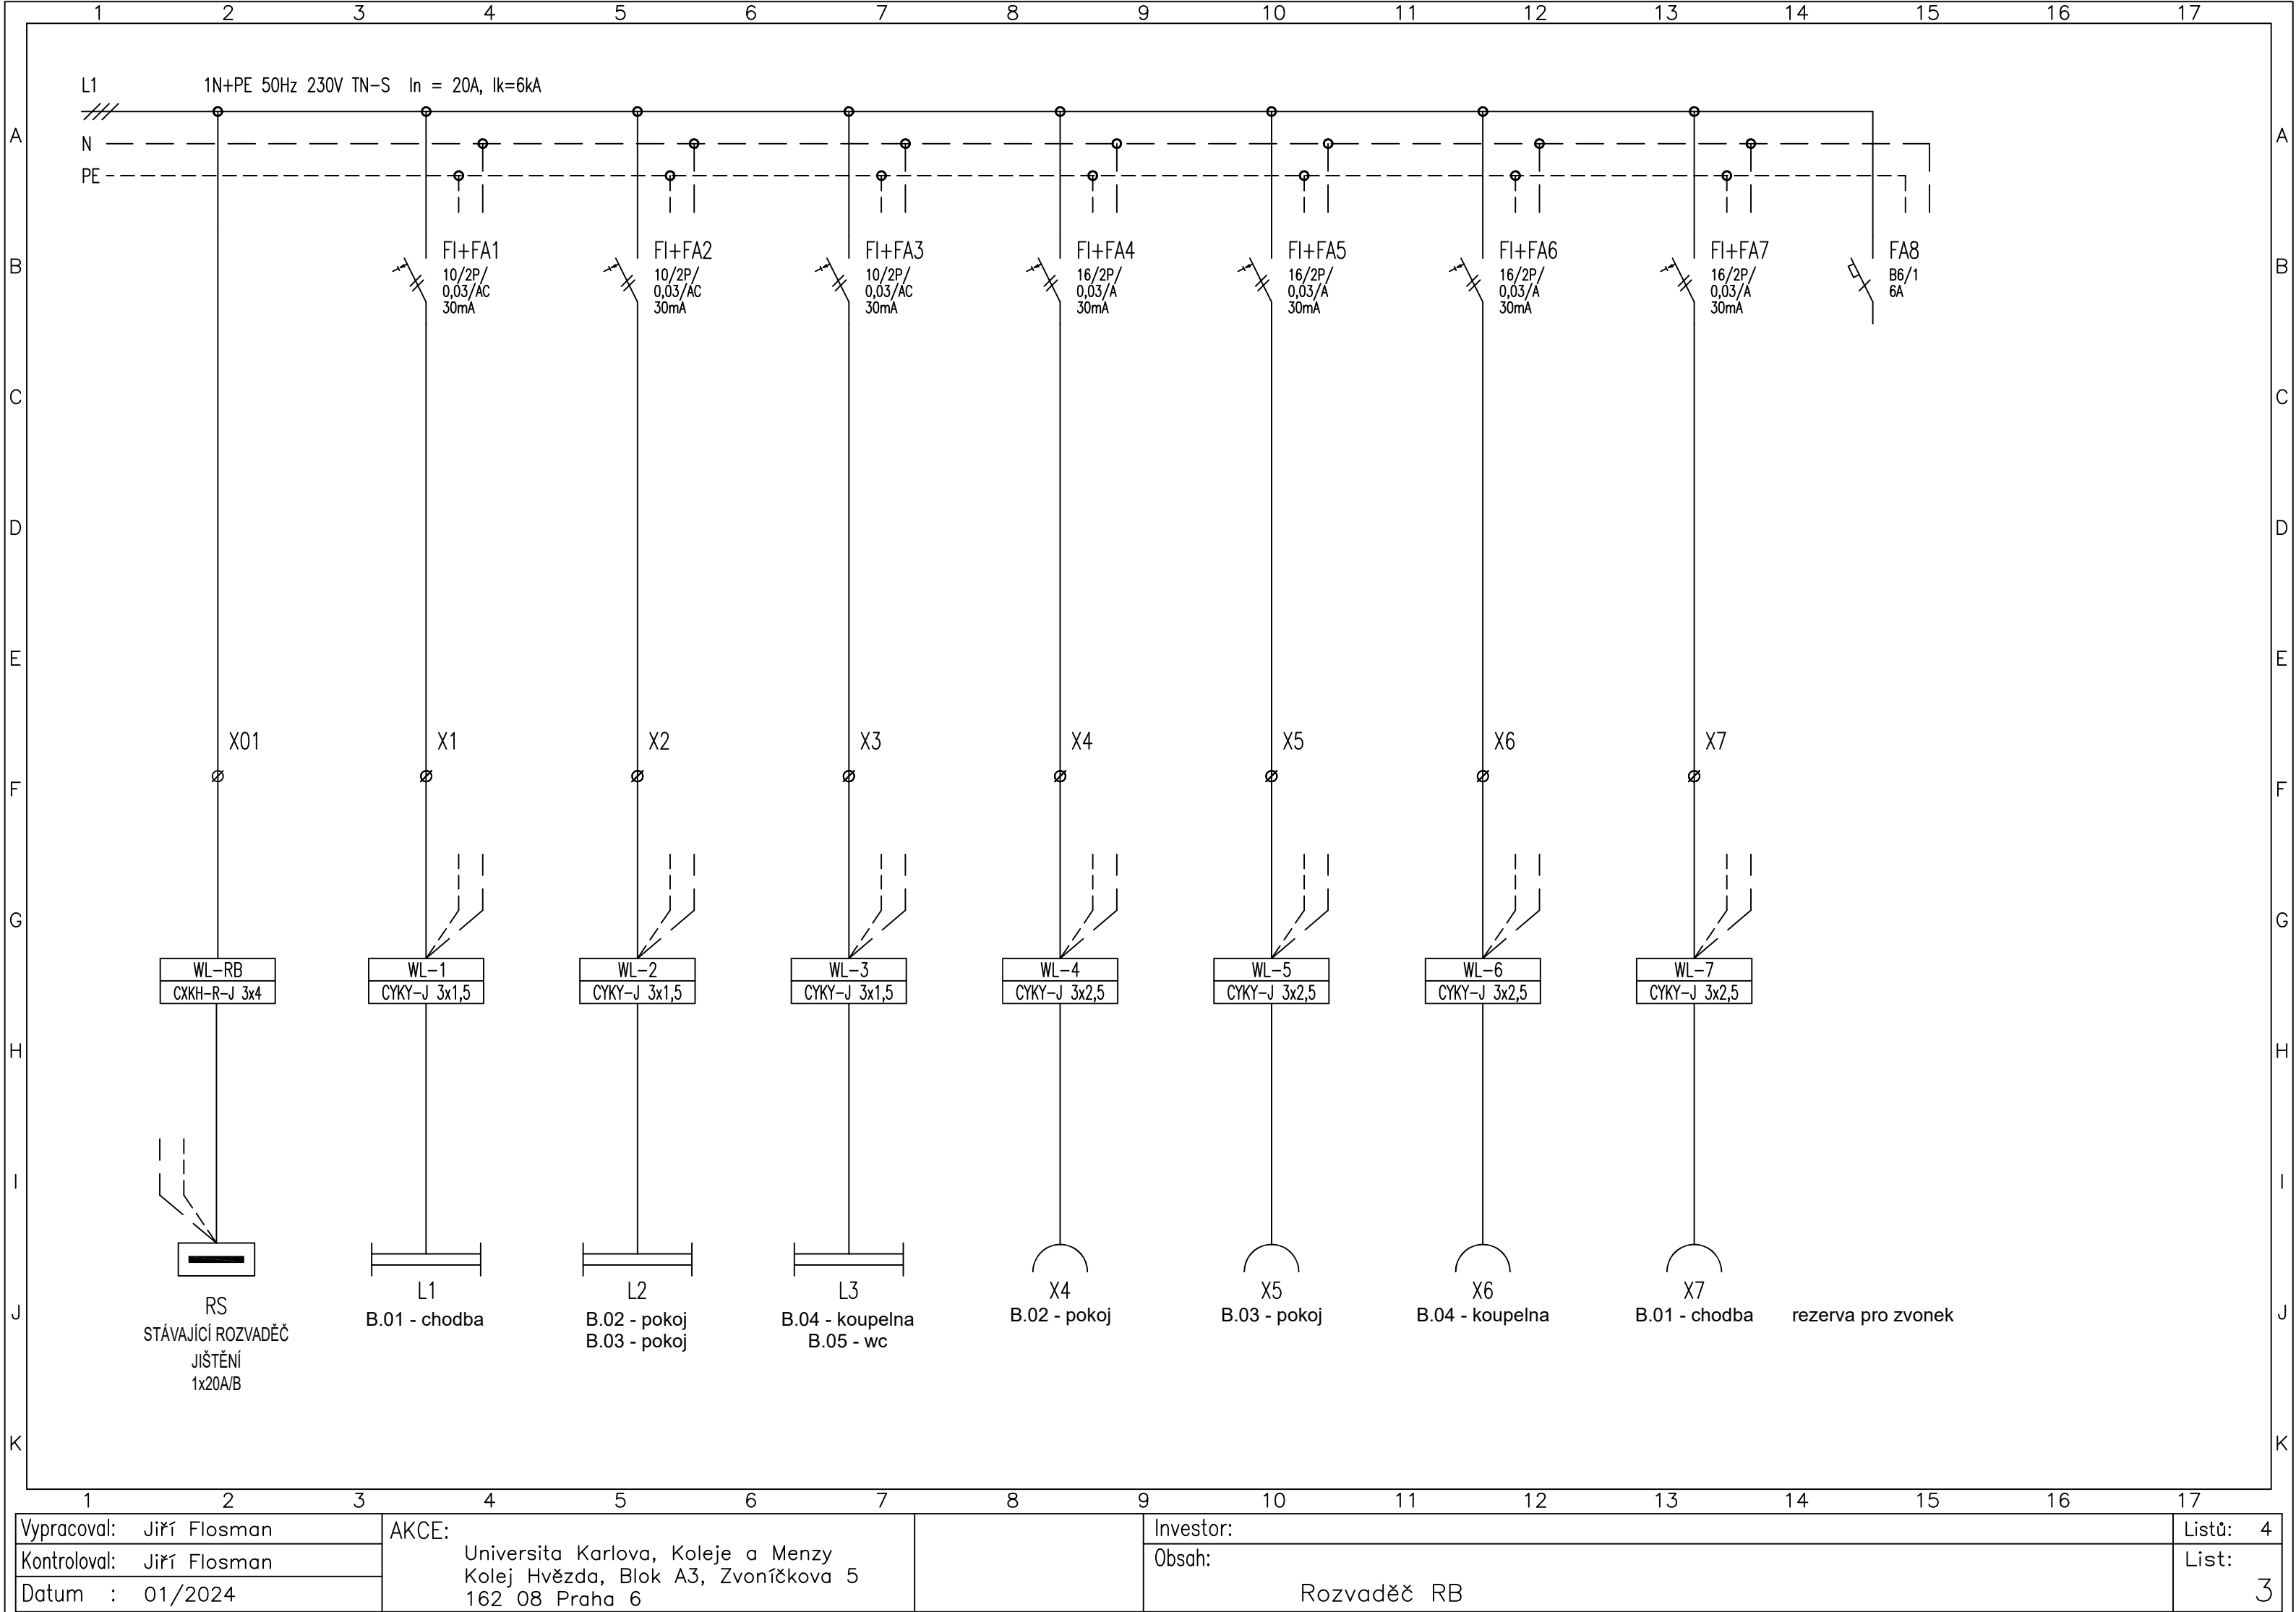 1 2 3 4 5 6 7 8 9 10 11 12 13 14 15 16 17
L1 1N+PE 50Hz 230V TN-S In = 20A, Ik=6kA
A A
N
PE
B B
FI+FA1
10/2P/
0,03/AC
30mA
FI+FA2
10/2P/
0,03/AC
30mA
FI+FA3
10/2P/
0,03/AC
30mA
FI+FA4
16/2P/
0,03/A
30mA
FI+FA5
16/2P/
0,03/A
30mA
FI+FA6
16/2P/
0,03/A
30mA
FI+FA7
16/2P/
0,03/A
30mA
FA8
B6/1
6A
C C
D D
E E
X01 X1 X2 X3 X4 X5 X6 X7
F F
G G
WL-RB
CXKH-R-J 3x4
WL-1
CYKY-J 3x1,5
WL-2
CYKY-J 3x1,5
WL-3
CYKY-J 3x1,5
WL-4
CYKY-J 3x2,5
WL-5
CYKY-J 3x2,5
WL-6
CYKY-J 3x2,5
WL-7
CYKY-J 3x2,5
H H
I I
J J
RS
STÁVAJÍCÍ ROZVADĚČ
JIŠTĚNÍ
1x20A/B
L1
B.01 - chodba
L2
B.02 - pokoj
B.03 - pokoj
L3
B.04 - koupelna
B.05 - wc
X4
B.02 - pokoj
X5
B.03 - pokoj
X6
B.04 - koupelna
X7
B.01 - chodba
rezerva pro zvonek
K K
1 2 3 4 5 6 7 8 9 10 11 12 13 14 15 16 17
Vypracoval: Jiří Flosman
Kontroloval: Jiří Flosman
Datum : 01/2024
AKCE:
Universita Karlova, Koleje a Menzy
Kolej Hvězda, Blok A3, Zvoníčkova 5
162 08 Praha 6
Investor:
Obsah:
Rozvaděč RB
Listů: 4
List:
3